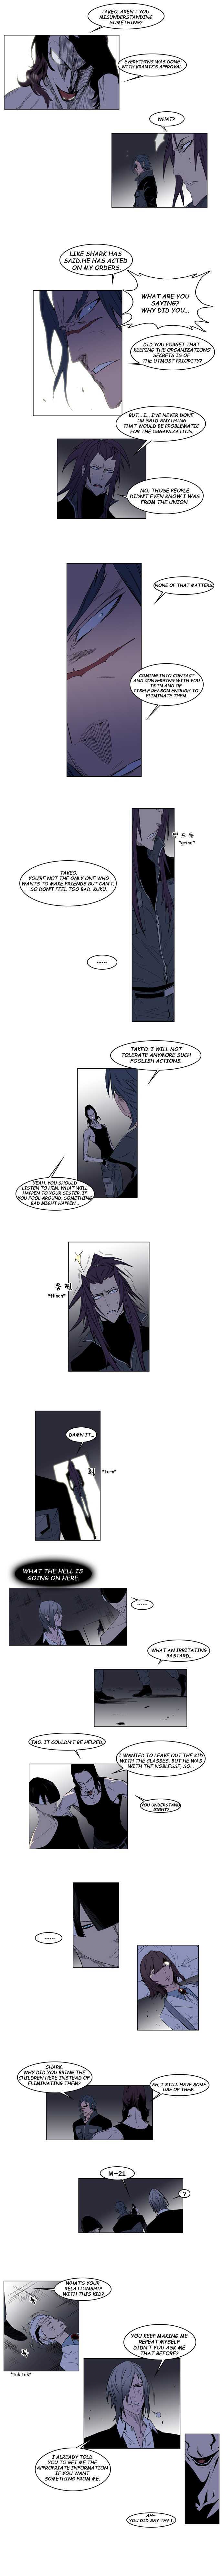 TAKEO, AREN'T YOU
MISUNDERSTANDING
SOMETHING?
EVERYTHING WAS DONE
WITH KRANTZ'S APPROVAL.
WHAT?
LIKE SHARK HAS
SAID.HE HAS ACTED
ON MY ORDERS.
WHAT ARE YOU
SAYING?
WHY DID YOU...
DID YOU FORGET THAT
KEEPING THE ORGANIZATIONS'
SECRETS IS OF
THE UTMOST PRIORITY?
BUT... I... I'VE NEVER DONE
OR SAID ANYTHING
THAT WOULD BE PROBLEMATIC
FOR THE ORGANIZATION.
NO, THOSE PEOPLE
DIDN'T EVEN KNOW I WAS
FROM THE UNION.
NONE OF THAT MATTERS.
COMING INTO CONTACT
AND CONVERSING WITH YOU
IS IN AND OF
ITSELF REASON ENOUGH TO
ELIMINATE THEM.
*grind*
TAKEO.
YOU'RE NOT THE ONLY ONE WHO
WANTS TO MAKE FRIENDS BUT CAN'T,
SO DON'T FEEL TOO BAD, KUKU.
......
TAKEO. I WILL NOT
TOLERATE ANYMORE SUCH
FOOLISH ACTIONS.
YEAH. YOU SHOULD
LISTEN TO HIM. WHAT WILL
HAPPEN TO YOUR SISTER. IF
YOU FOOL AROUND, SOMETHING
BAD MIGHT HAPPEN...
움찔
*flinch*
DAMN IT...
획
*turn*
WHAT THE HELL IS
GOING ON HERE.
......
WHAT AN IRRITATING
BASTARD...
TAO. IT COULDN'T BE HELPED.
I WANTED TO LEAVE OUT THE KID
WITH THE GLASSES, BUT HE WAS
WITH THE NOBLESSE, SO...
YOU UNDERSTAND
RIGHT?
......
SHARK.
WHY DID YOU BRING THE
CHILDREN HERE INSTEAD OF
ELIMINATING THEM?
AH, I STILL HAVE SOME
USE OF THEM.
M-21.
?
WHAT'S YOUR
RELATIONSHIP
WITH THIS KID?
툭
툭
*tuk tuk*
YOU KEEP MAKING ME
REPEAT MYSELF
DIDN'T YOU ASK ME
THAT BEFORE?
I ALREADY TOLD
YOU TO GET ME THE
APPROPRIATE INFORMATION
IF YOU WANT
SOMETHING FROM ME.
AH~
YOU DID SAY THAT.